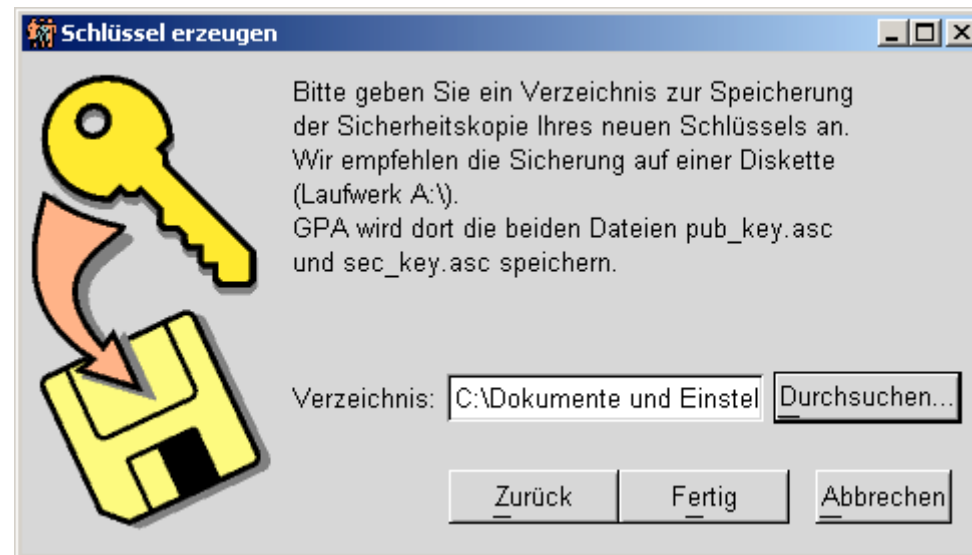 Schlüssel erzeugen
Bitte geben Sie ein Verzeichnis zur Speicherung
der Sicherheitskopie Ihres neuen Schlüssels an.
Wir empfehlen die Sicherung auf einer Diskette
(Laufwerk A:\).
GPA wird dort die beiden Dateien pub_key.asc
und sec_key.asc speichern.
Verzeichnis: C:\Dokumente und Einstel Durchsuchen...
Zurück Fertig Abbrechen